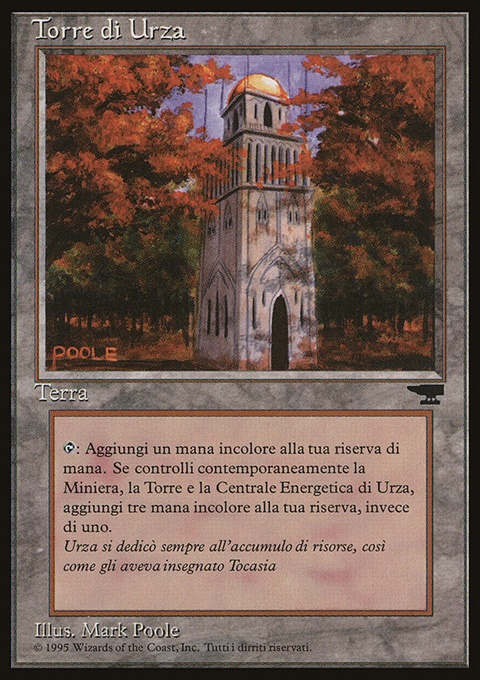 Torre di Urza
POOLE
Terra
: Aggiungi un mana incolore alla tua riserva di
mana. Se controlli contemporaneamente la
Miniera, la Torre e la Centrale Energetica di Urza,
aggiungi tre mana incolore alla tua riserva, invece
di uno.
Urza si dedicò sempre all'accumulo di risorse, così
come gli aveva insegnato Tocasia
Illus. Mark Poole
© 1995 Wizards of the Coast, Inc. Tutti i dirriti riservati.